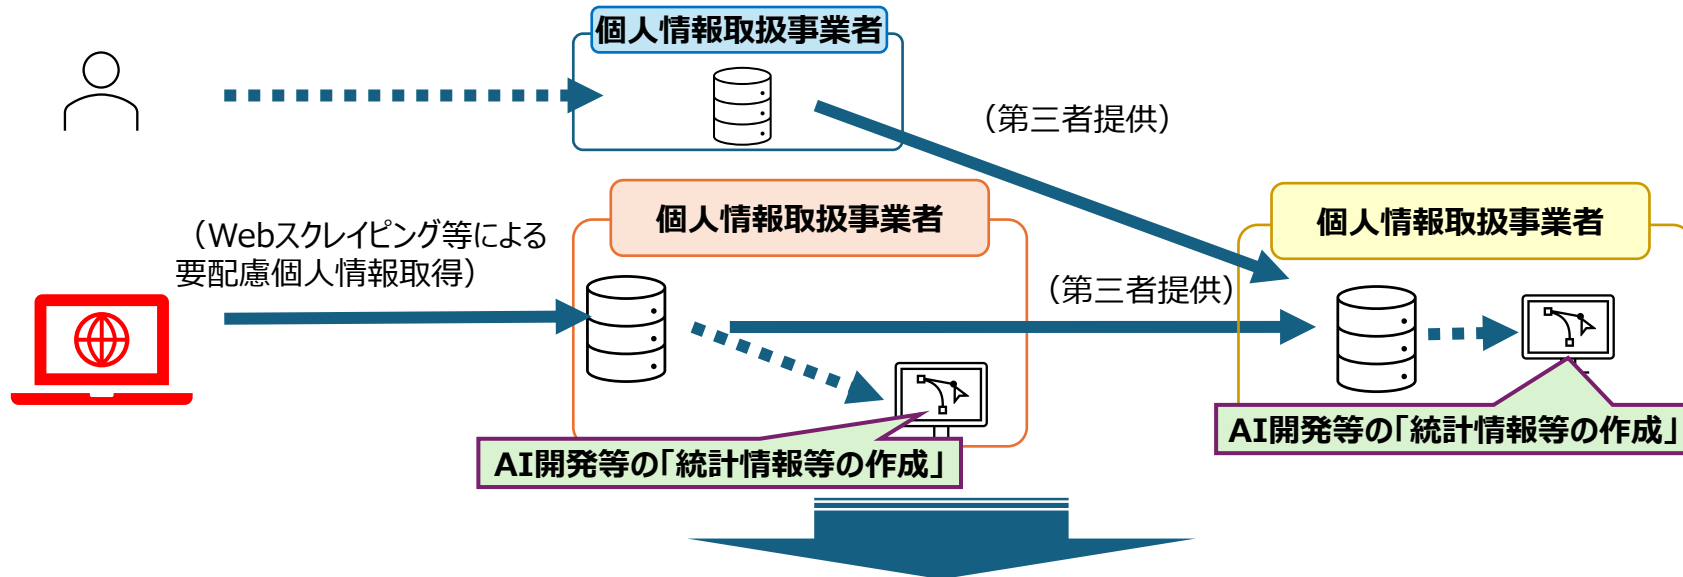 個人情報取扱事業者
（第三者提供）
（Webスクレイピング等による
要配慮個人情報取得）
個人情報取扱事業者
個人情報取扱事業者
（第三者提供）
AI開発等の「統計情報等の作成」
AI開発等の「統計情報等の作成」